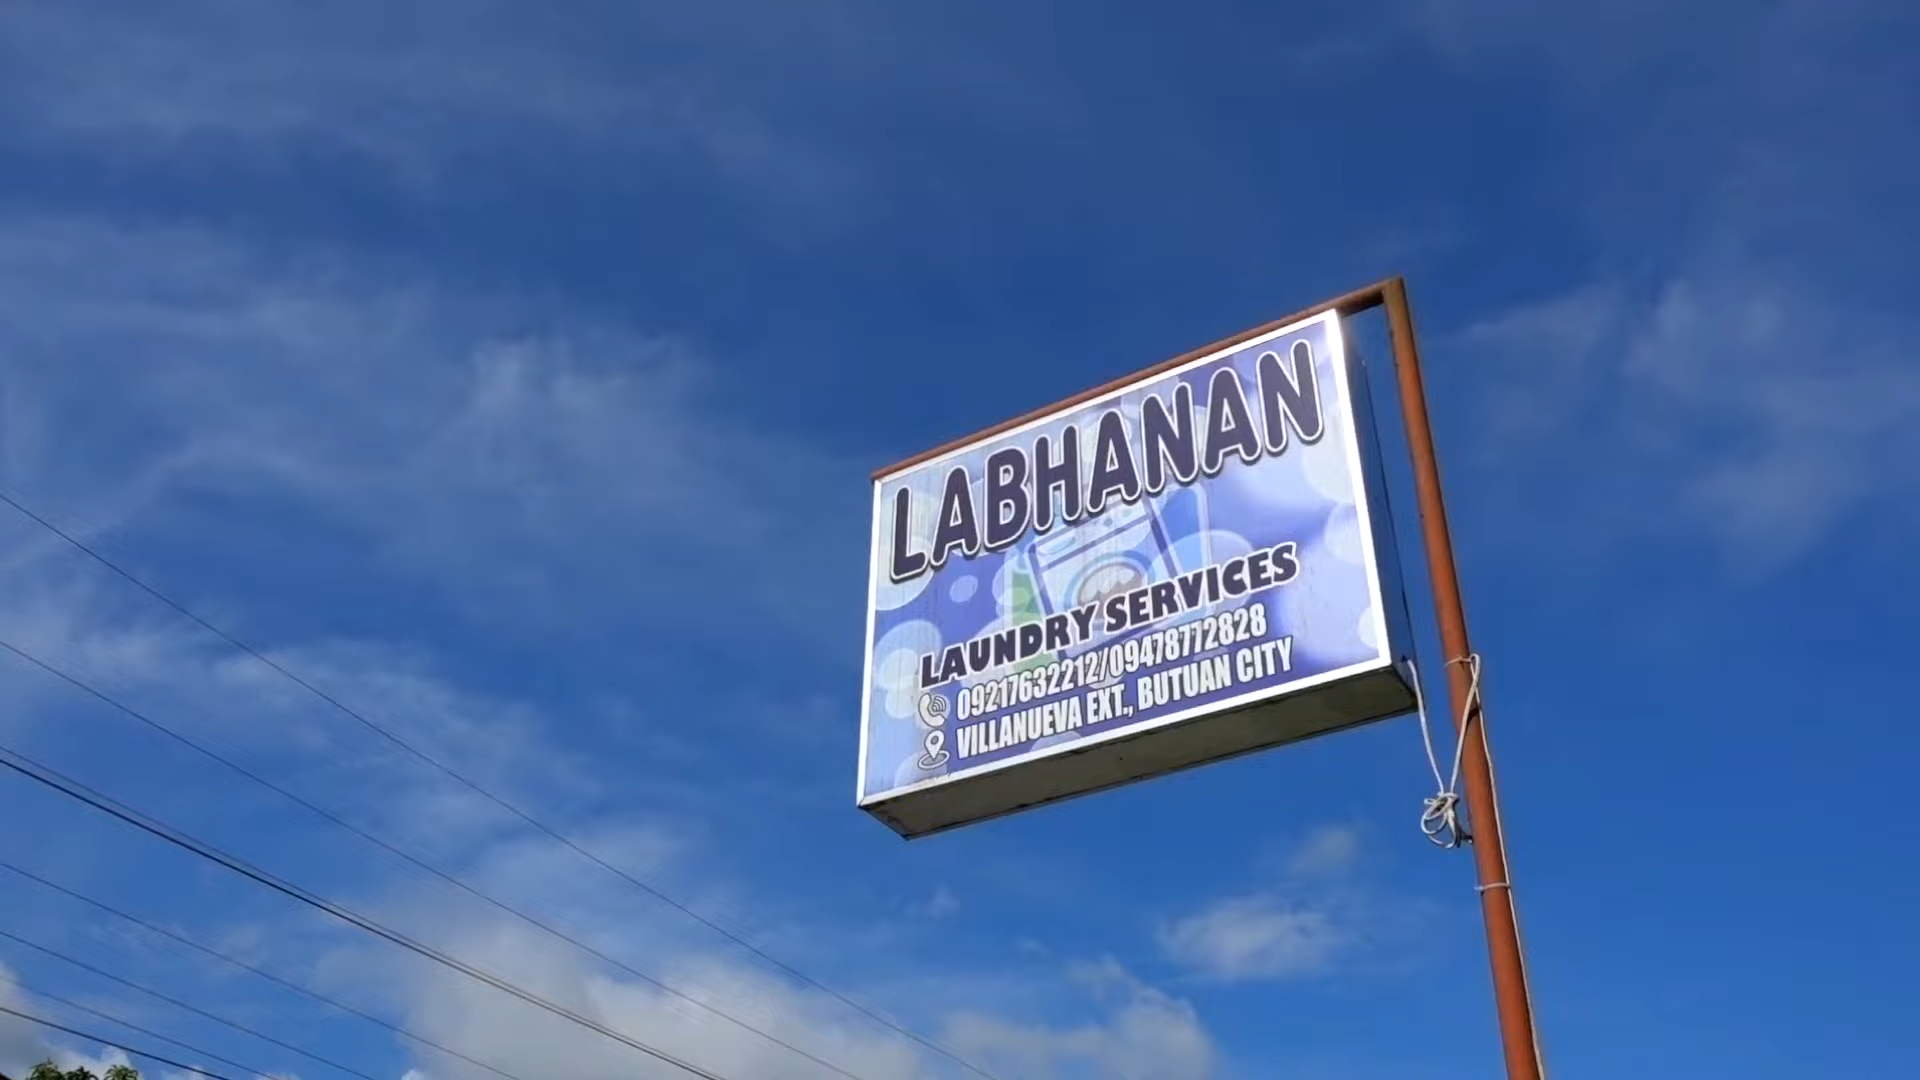 LABHANAN
LAUNDRY SERVICES
09217632212/09478772828
VILLANUEVA EXT., BUTUAN CITY